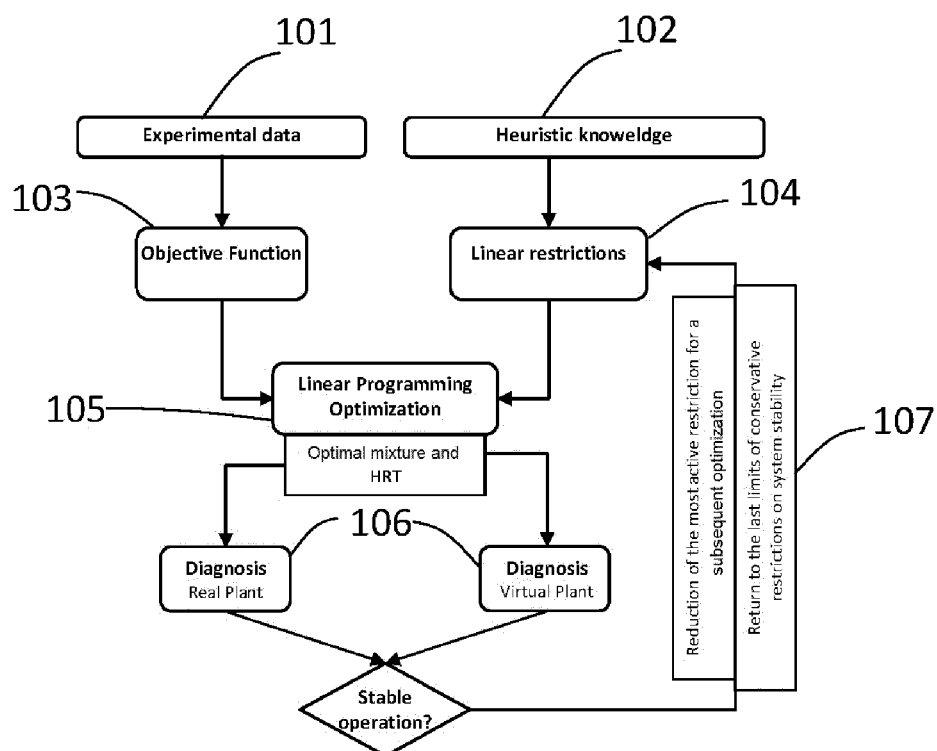 101
102
Experimental data
Heuristic knoweldge
103
104
Objective Function
Linear restrictions
Linear Programming
Optimization
105
Optimal mixture and
HRT
106
Diagnosis
Real Plant
Diagnosis
Virtual Plant
Stable
operation?
Reduction of the most active restriction for a
subsequent optimization
Return to the last limits of conservative
restrictions on system stability
107